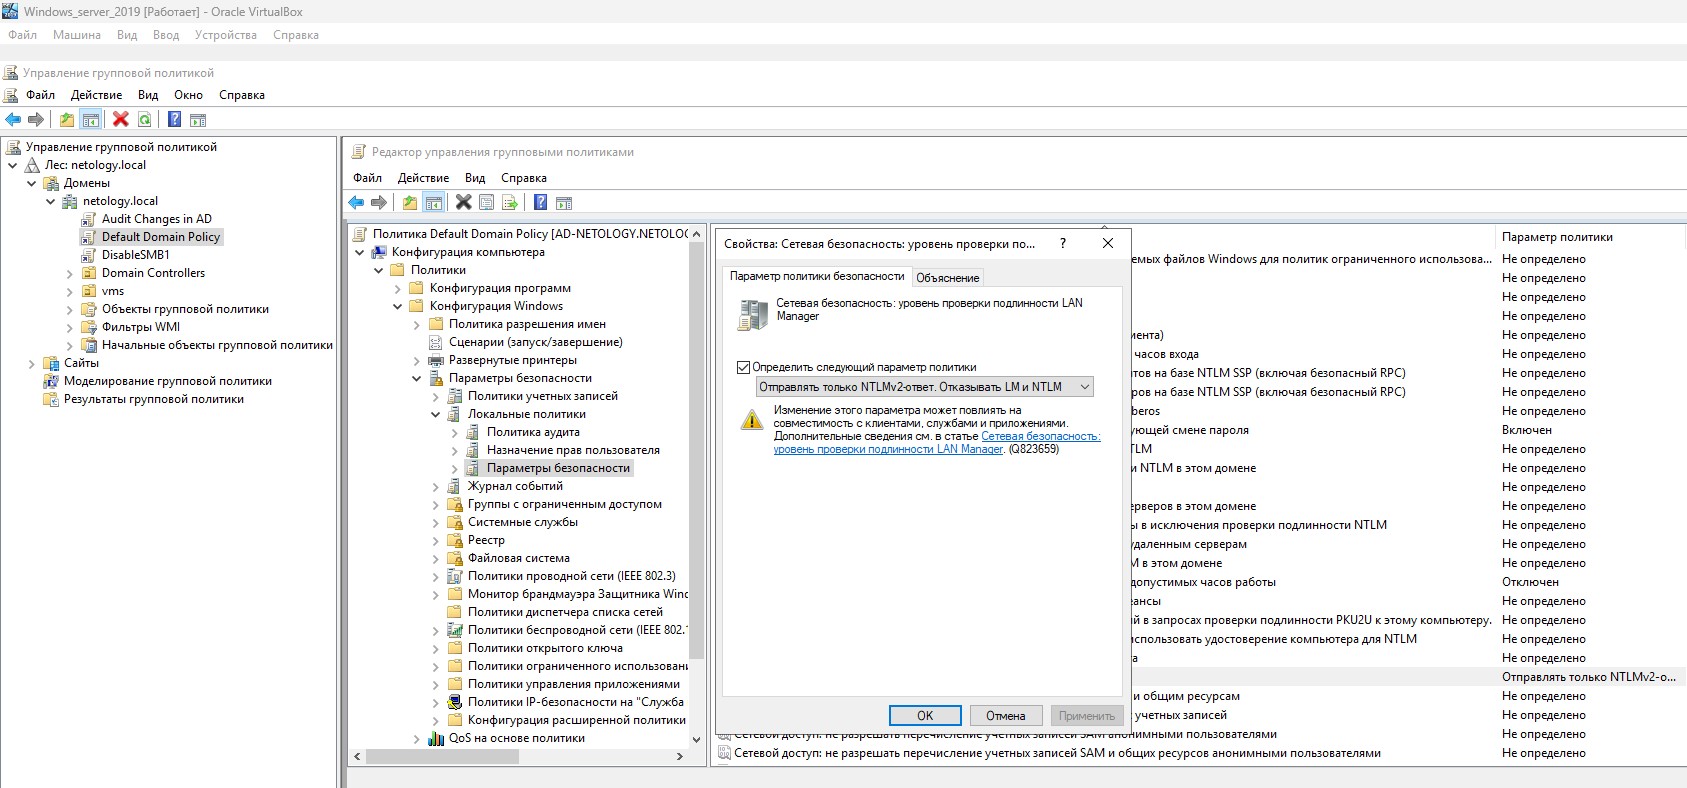 Windows_server_2019 [Работает] - Oracle VirtualBox
Файл Машина Вид Ввод Устройства Справка
Управление групповой политикой
Файл Действие Вид Окно Справка
Управление групповой политикой
Лес: netology.local
Домены
netology.local
Audit Changes in AD
Default Domain Policy
DisableSMB1
Domain Controllers
vms
Объекты групповой политики
Фильтры WMI
Начальные объекты групповой политики
Сайты
Моделирование групповой политики
Результаты групповой политики
Редактор управления групповыми политиками
Файл Действие Вид Справка
Политика Default Domain Policy [AD-NETOLOGY.NETOLOG
Конфигурация компьютера
Политики
Конфигурация программ
Конфигурация Windows
Политика разрешения имен
Сценарии (запуск/завершение)
Развернутые принтеры
Параметры безопасности
Политики учетных записей
Локальные политики
Политика аудита
Назначение прав пользователя
Параметры безопасности
Журнал событий
Группы с ограниченным доступом
Системные службы
Реестр
Файловая система
Политики проводной сети (IEEE 802.3)
Монитор брандмауэра Защитника Winc
Политики диспетчера списка сетей
Политики беспроводной сети (IEEE 802.1
Политики открытого ключа
Политики ограниченного использовани
Политики управления приложениями
Политики IP-безопасности на "Служба
Конфигурация расширенной политики
QoS на основе политики
Свойства: Сетевая безопасность: уровень проверки по...
?
Параметр политики безопасности Объяснение
Сетевая безопасность: уровень проверки подлинности LAN
Manager
Определить следующий параметр политики
Отправлять только NTLMv2-ответ. Отказывать LM и NTLM
Изменение этого параметра может повлиять на
совместимость с клиентами, службами и приложениями.
Дополнительные сведения см. в статье Сетевая безопасность:
уровень проверки подлинности LAN Manager. (Q823659)
OK Отмена Применить
Параметр политики
емых файлов Windows для политик ограниченного использова... Не определено
Не определено
Не определено
Не определено
иента) Не определено
часов входа Не определено
тов на базе NTLM SSP (включая безопасный RPC) Не определено
ров на базе NTLM SSP (включая безопасный RPC) Не определено
beros Не определено
ующей смене пароля Включен
TLM Не определено
и NTLM в этом домене Не определено
Не определено
ерверов в этом домене Не определено
ы в исключения проверки подлинности NTLM Не определено
удаленным серверам Не определено
M в этом домене Не определено
допустимых часов работы Отключен
ансы Не определено
й в запросах проверки подлинности PKU2U к этому компьютеру. Не определено
использовать удостоверение компьютера для NTLM Не определено
та Не определено
Отправлять только NTLMv2-о...
и общим ресурсам Не определено
х учетных записей Не определено
Сетевой доступ: не разрешать перечисление учетных записей SAM анонимными пользователями Не определено
Сетевой доступ: не разрешать перечисление учетных записей SAM и общих ресурсов анонимными пользователями Не определено